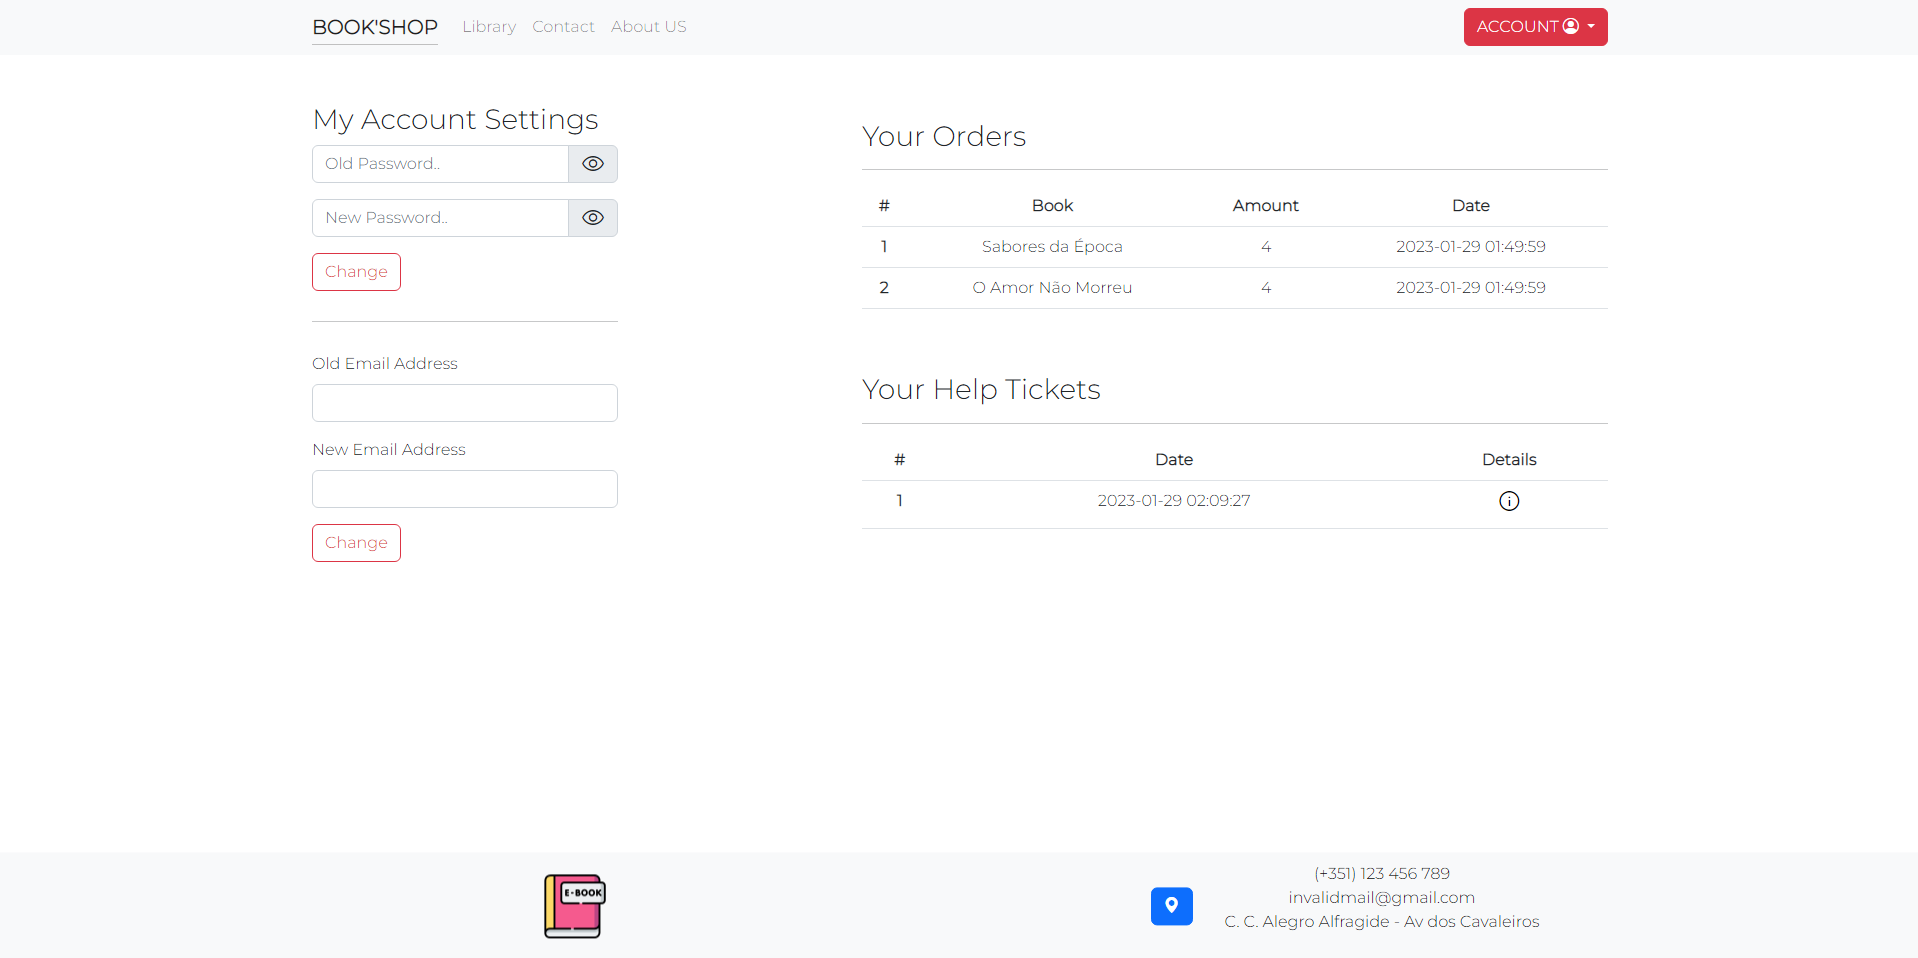 BOOK'SHOP Library Contact About US ACCOUNT
My Account Settings
Old Password..
New Password..
Change
Old Email Address
New Email Address
Change
Your Orders
# Book Amount Date
1 Sabores da Época 4 2023-01-29 01:49:59
2 O Amor Não Morreu 4 2023-01-29 01:49:59
Your Help Tickets
# Date Details
1 2023-01-29 02:09:27
E-BOOK
(+351) 123 456 789
invalidmail@gmail.com
C. C. Alegro Alfragide - Av dos Cavaleiros